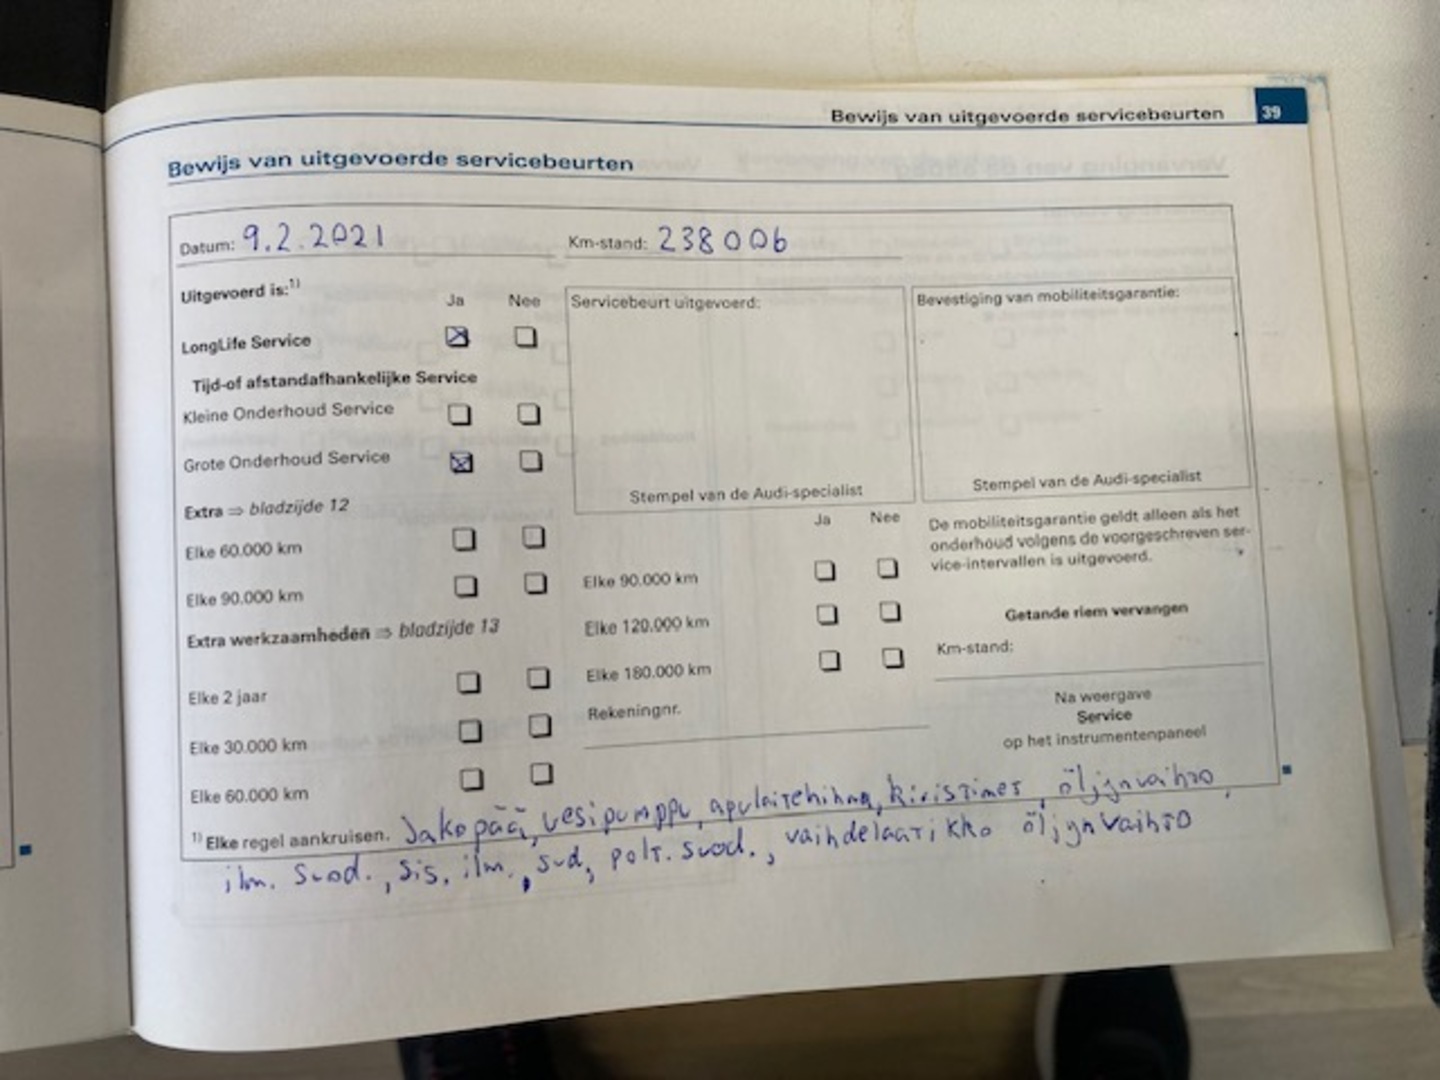 Bewijs van uitgevoerde servicebeurten 39
Bewijs van uitgevoerde servicebeurten
Datum: 9.2.2021 Km-stand: 238006
Uitgevoerd is:1)
Ja Nee
LongLife Service
Tijd-of afstandafhankelijke Service
Kleine Onderhoud Service
Grote Onderhoud Service
Extra ⇒ bladzijde 12
Elke 60.000 km
Elke 90.000 km
Extra werkzaamheden ⇒ bladzijde 13
Elke 2 jaar
Elke 30.000 km
Elke 60.000 km
Servicebeurt uitgevoerd:
Stempel van de Audi-specialist
Ja Nee
Elke 90.000 km
Elke 120.000 km
Elke 180.000 km
Rekeningnr.
Bevestiging van mobiliteitsgarantie:
Stempel van de Audi-specialist
De mobiliteitsgarantie geldt alleen als het
onderhoud volgens de voorgeschreven ser-
vice-intervallen is uitgevoerd.
Getande riem vervangen
Km-stand:
Na weergave
Service
op het instrumentenpaneel
1) Elke regel aankruisen. Jakopää, vesipumppu, apulaitehihna, kiristimet, öljynvaihto,
ilm. suod., sis. ilm., sud, polt. suod., vaihdelaatikko öljynvaihto